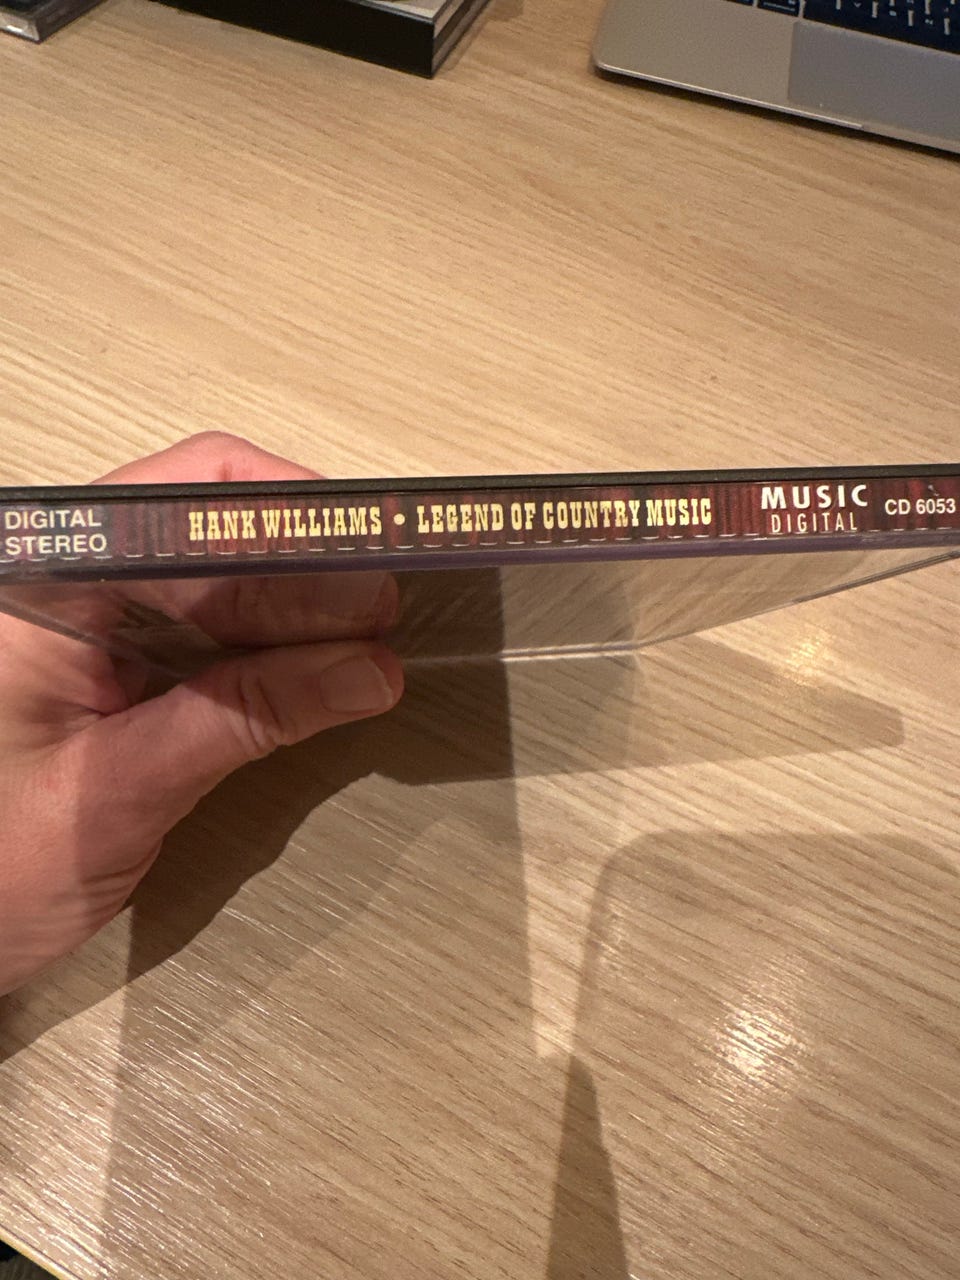 DIGITAL
STEREO
HANK WILLIAMS • LEGEND OF COUNTRY MUSIC
MUSIC
DIGITAL
CD 6053